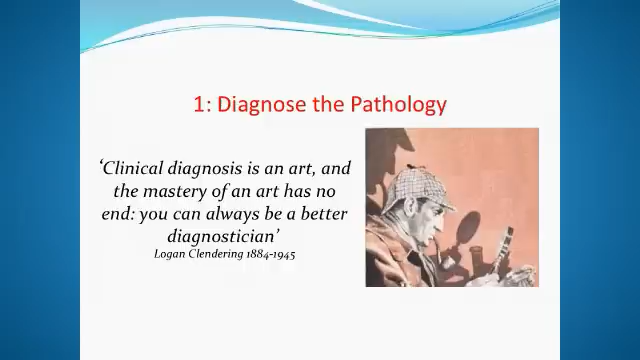 1: Diagnose the Pathology
‘Clinical diagnosis is an art, and
the mastery of an art has no
end: you can always be a better
diagnostician’
Logan Clendering 1884-1945